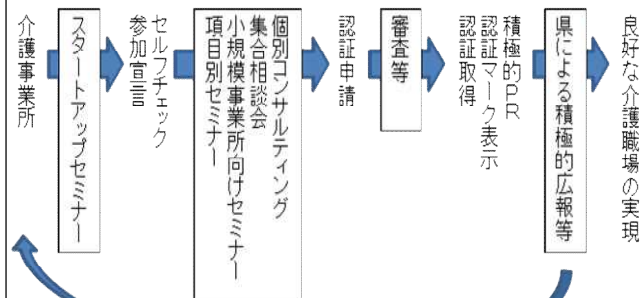 介護事業所
スタートアップセミナー
セルフチェック
参加宣言
個別コンサルティング
集合相談会
小規模事業所向けセミナー
項目別セミナー
認証申請
審査等
積極的PR
認証マーク表示
認証取得
県による積極的広報等
良好な介護職場の実現